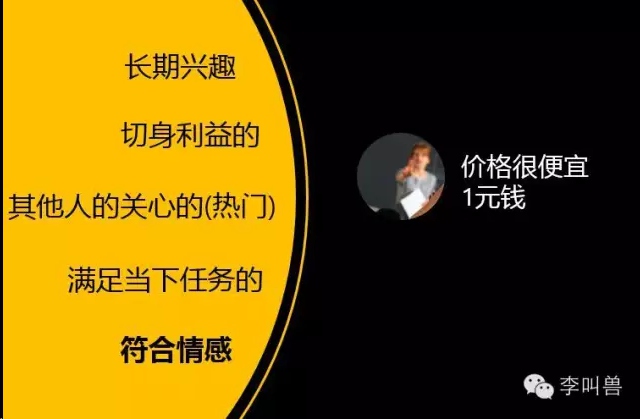 长期兴趣
切身利益的
其他人的关心的(热门)
满足当下任务的
符合情感
价格很便宜
1元钱
李叫兽